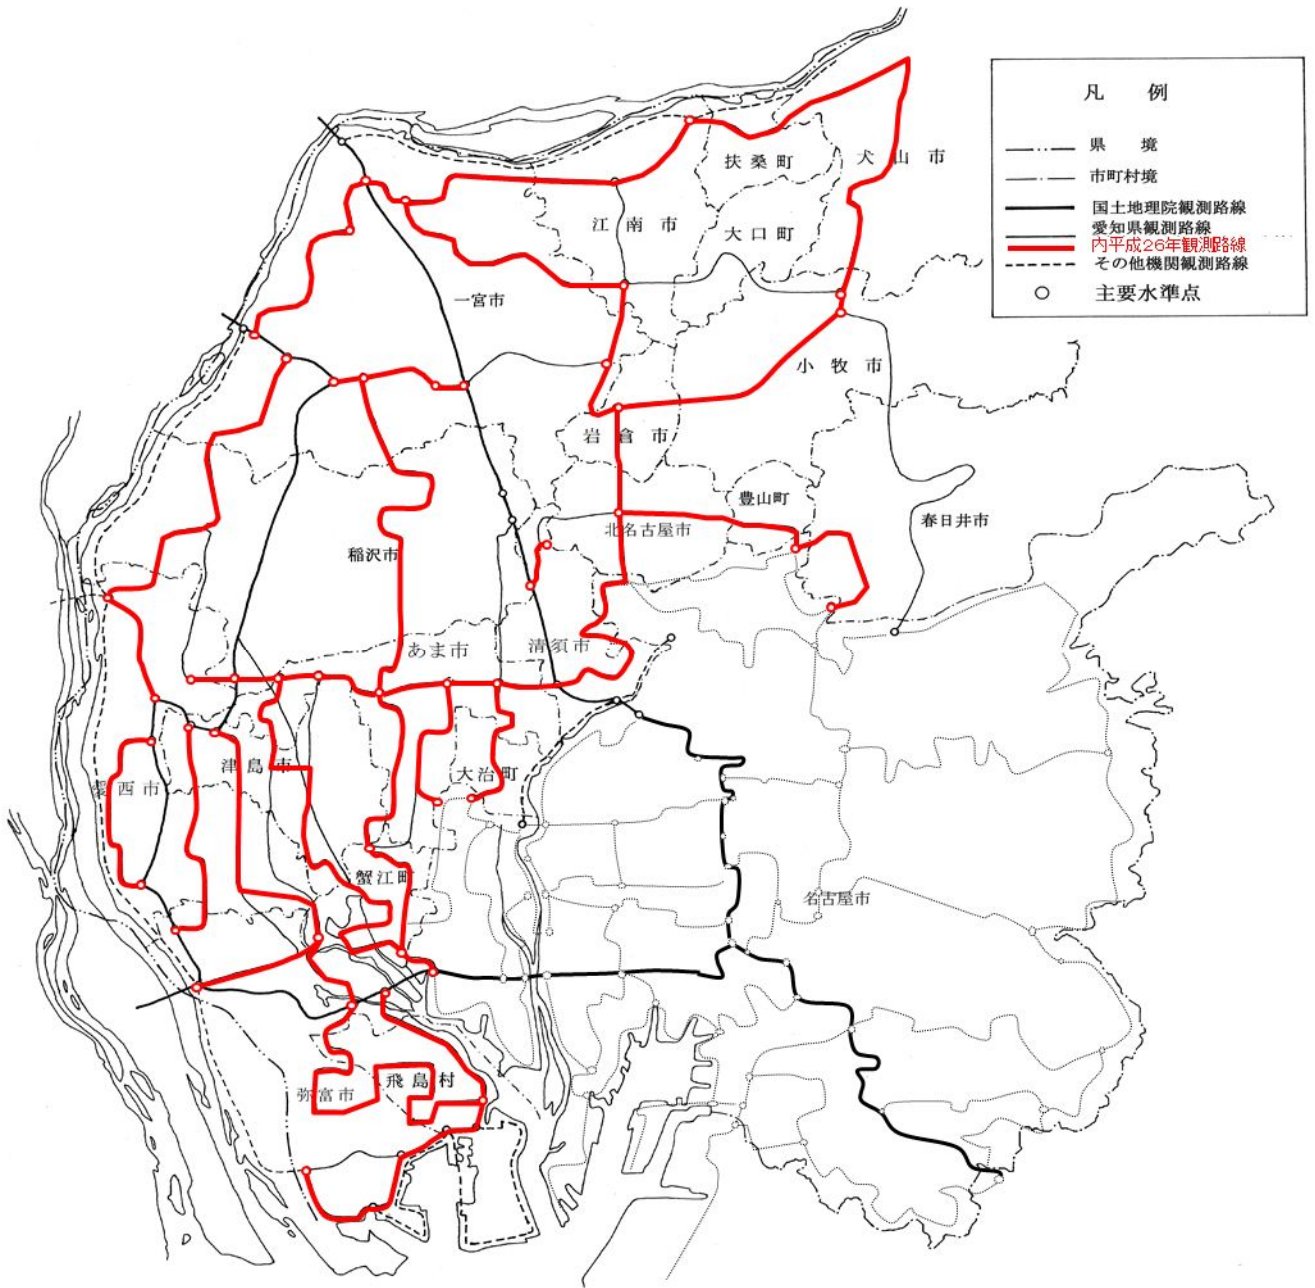 凡 例
県 境
市町村境
国土地理院観測路線
愛知県観測路線
内平成26年観測路線
その他機関観測路線
主要水準点
扶桑町
犬山市
江南市
大口町
一宮市
小牧市
岩倉市
豊山町
北名古屋市
春日井市
稲沢市
あま市
清須市
津島市
大治町
愛西市
蟹江町
名古屋市
飛島村
弥富市